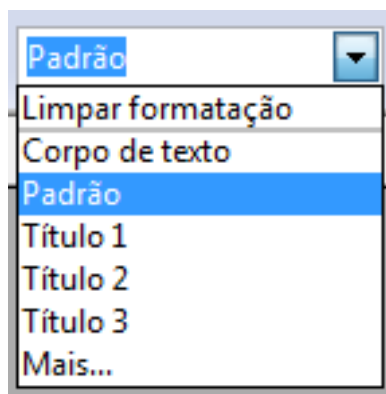 Padrão
Limpar formatação
Corpo de texto
Padrão
Título 1
Título 2
Título 3
Mais...